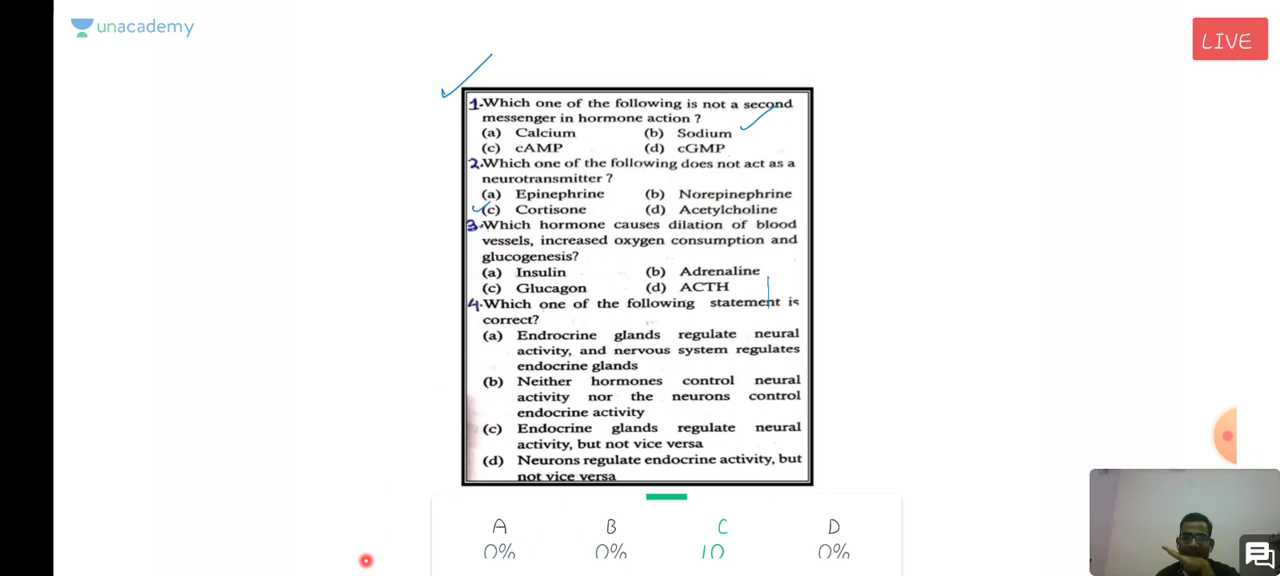 unacademy
LIVE
1. Which one of the following is not a second
messenger in hormone action ?
(a) Calcium (b) Sodium
(c) cAMP (d) cGMP
2. Which one of the following does not act as a
neurotransmitter ?
(a) Epinephrine (b) Norepinephrine
(c) Cortisone (d) Acetylcholine
3. Which hormone causes dilation of blood
vessels, increased oxygen consumption and
glucogenesis?
(a) Insulin (b) Adrenaline
(c) Glucagon (d) ACTH
4. Which one of the following statement is
correct?
(a) Endrocrine glands regulate neural
activity, and nervous system regulates
endocrine glands
(b) Neither hormones control neural
activity nor the neurons control
endocrine activity
(c) Endocrine glands regulate neural
activity, but not vice versa
(d) Neurons regulate endocrine activity, but
not vice versa
A B C D
0% 0% 10 0%